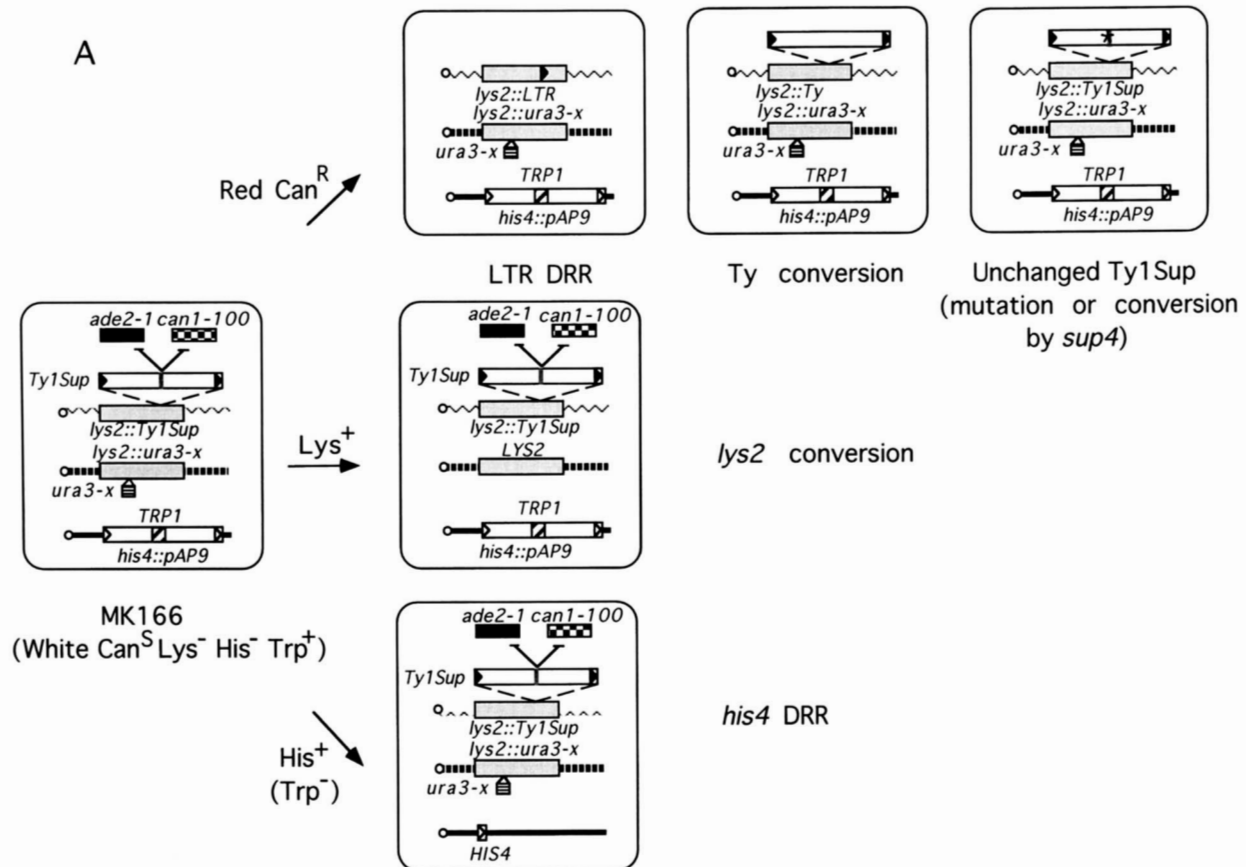 A
lys2::LTR
lys2::ura3-x
ura3-x
TRP1
his4::pAP9
lys2::Ty
lys2::ura3-x
ura3-x
TRP1
his4::pAP9
lys2::Ty1Sup
lys2::ura3-x
ura3-x
TRP1
his4::pAP9
Red Can^R
LTR DRR
Ty conversion
Unchanged Ty1Sup
(mutation or conversion
by sup4)
ade2-1 can1-100
Ty1Sup
lys2::Ty1Sup
lys2::ura3-x
ura3-x
TRP1
his4::pAP9
MK166
(White Can^S Lys^- His^- Trp^+)
Lys^+
ade2-1 can1-100
Ty1Sup
lys2::Ty1Sup
LYS2
TRP1
his4::pAP9
lys2 conversion
His^+
(Trp^-)
ade2-1 can1-100
Ty1Sup
lys2::Ty1Sup
lys2::ura3-x
ura3-x
HIS4
his4 DRR